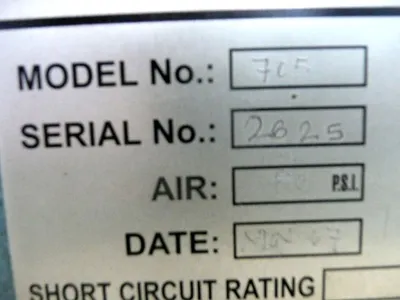 MODEL No.:
SERIAL No.: 2625
AIR: P.S.I.
DATE:
SHORT CIRCUIT RATING